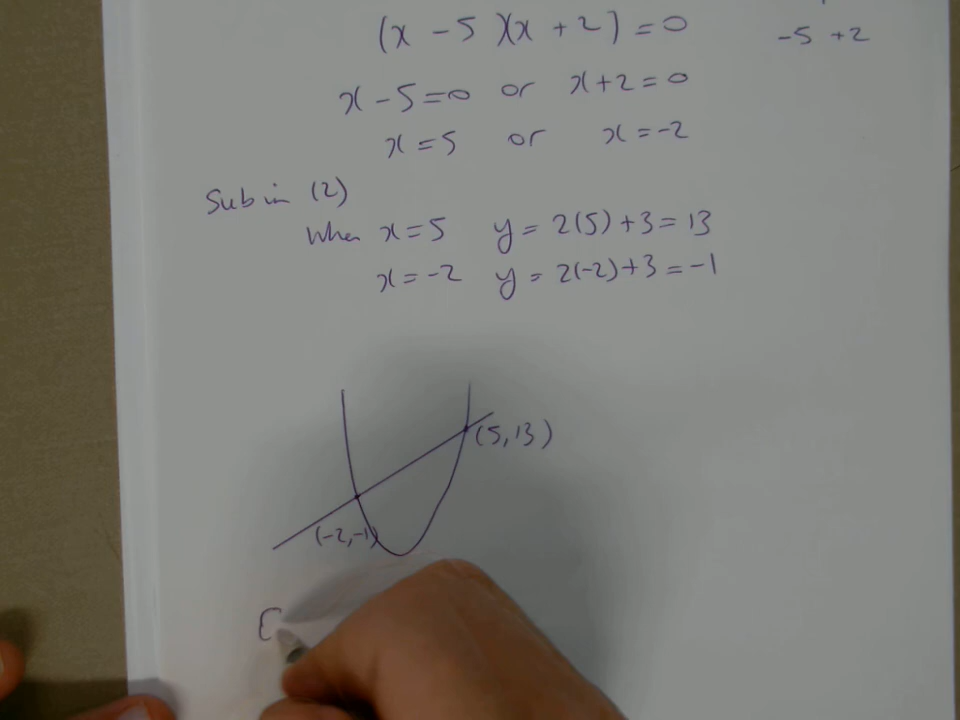 (x - 5)(x + 2) = 0
-5 +2
x - 5 = 0 or x + 2 = 0
x = 5 or x = -2
Sub in (2)
When x = 5 y = 2(5) + 3 = 13
x = -2 y = 2(-2) + 3 = -1
(5, 13)
(-2, -1)